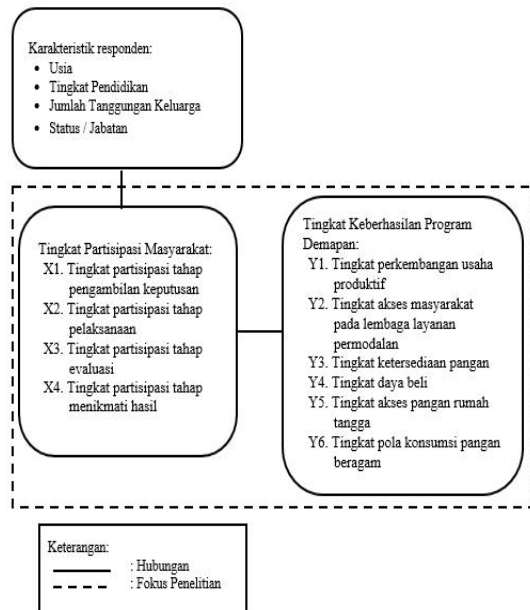 Karakteristik responden:
• Usia
• Tingkat Pendidikan
• Jumlah Tanggungan Keluarga
• Status / Jabatan
Tingkat Partisipasi Masyarakat:
X1. Tingkat partisipasi tahap
pengambilan keputusan
X2. Tingkat partisipasi tahap
pelaksanaan
X3. Tingkat partisipasi tahap
evaluasi
X4. Tingkat partisipasi tahap
menikmati hasil
Tingkat Keberhasilan Program
Demapan:
Y1. Tingkat perkembangan usaha
produktif
Y2. Tingkat akses masyarakat
pada lembaga layanan
permodalan
Y3. Tingkat ketersediaan pangan
Y4. Tingkat daya beli
Y5. Tingkat akses pangan rumah
tangga
Y6. Tingkat pola konsumsi pangan
beragam
Keterangan:
: Hubungan
: Fokus Penelitian